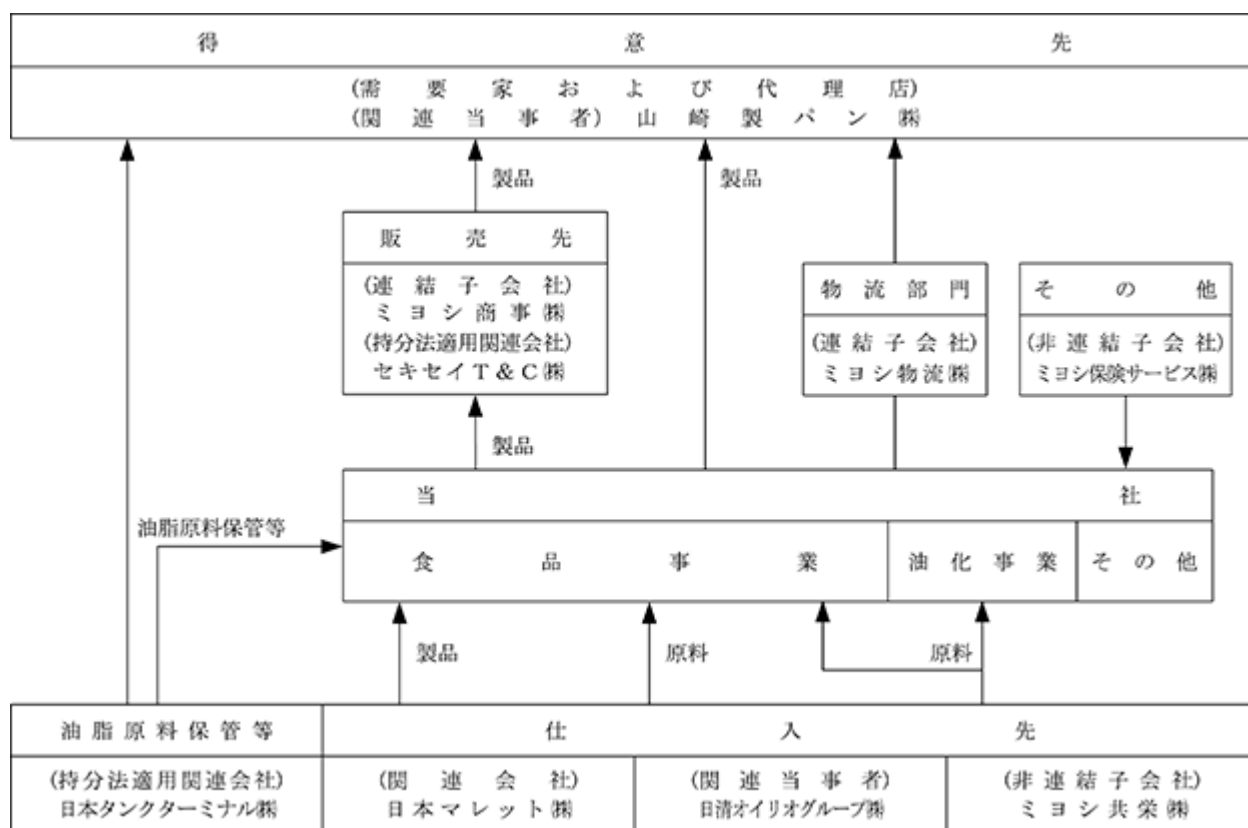 得意先
(需要家および代理店)
(関連当事者)山崎製パン㈱
製品
製品
販売先
(連結子会社)
ミヨシ商事㈱
(持分法適用関連会社)
セキセイT&C㈱
物流部門
(連結子会社)
ミヨシ物流㈱
その他
(非連結子会社)
ミヨシ保険サービス㈱
製品
当社
油脂原料保管等
食品事業
油化事業
その他
製品
原料
原料
油脂原料保管等
仕入先
(持分法適用関連会社)
日本タンクターミナル㈱
(関連会社)
日本マレット㈱
(関連当事者)
日清オイリオグループ㈱
(非連結子会社)
ミヨシ共栄㈱